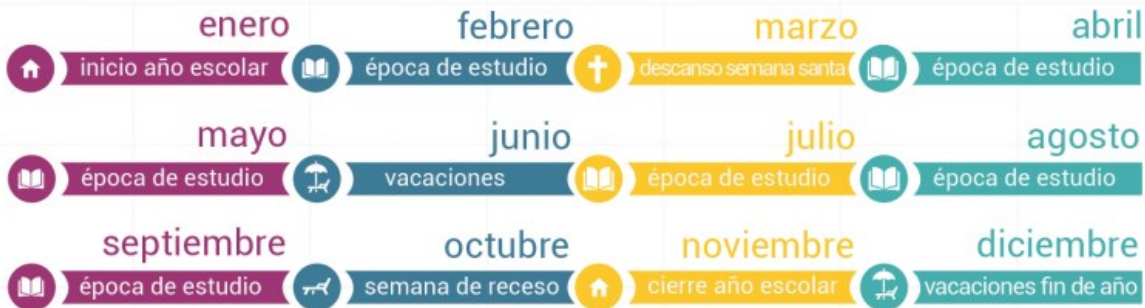 enero febrero marzo abril
inicio año escolar época de estudio descanso semana santa época de estudio
mayo junio julio agosto
época de estudio vacaciones época de estudio época de estudio
septiembre octubre noviembre diciembre
época de estudio semana de receso cierre año escolar vacaciones fin de año